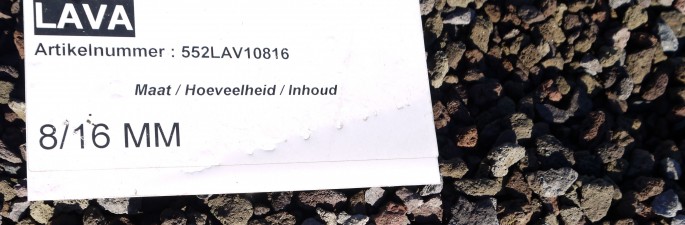 LAVA
Artikelnummer : 552LAV10816
Maat / Hoeveelheid / Inhoud
8/16 MM